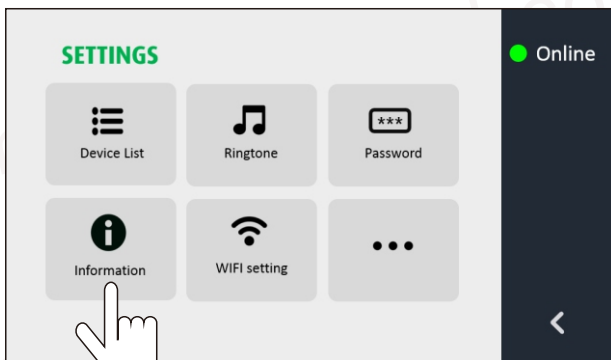 SETTINGS
Online
Device List
Ringtone
***
Password
Information
WIFI setting